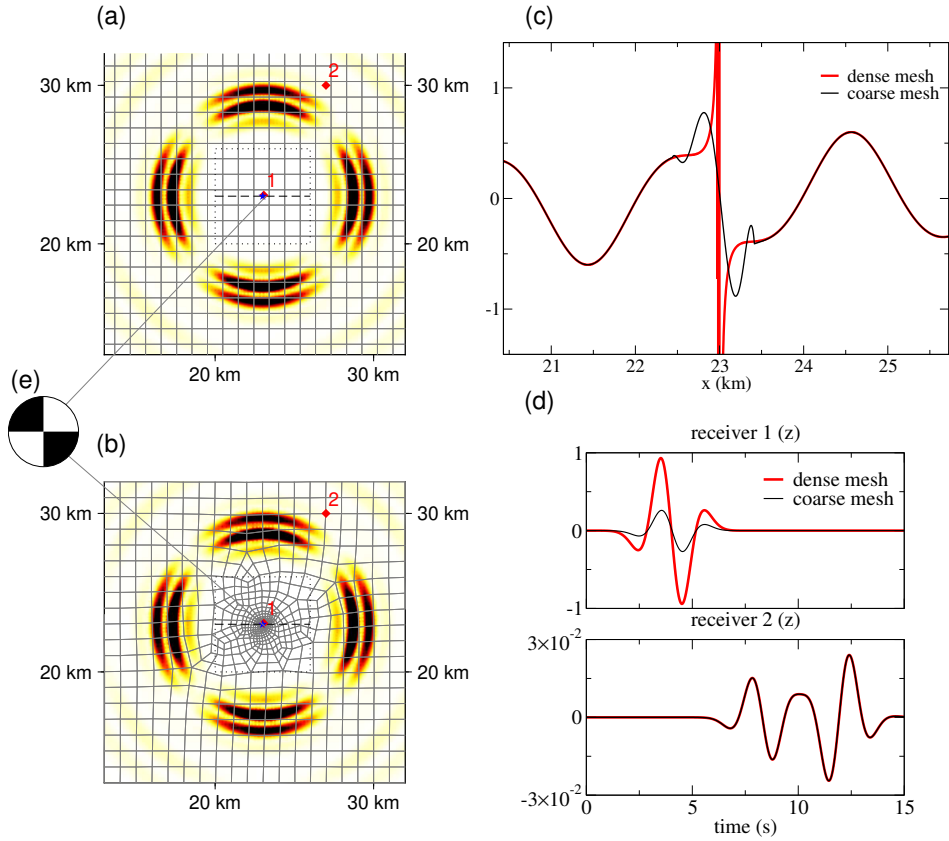 (a)
30 km
20 km
2
1
30 km
20 km
20 km
30 km
(c)
1
0
-1
dense mesh
coarse mesh
21
22
23
24
25
x (km)
(e)
(b)
30 km
20 km
2
1
30 km
20 km
20 km
30 km
(d)
receiver 1 (z)
1
0
-1
dense mesh
coarse mesh
receiver 2 (z)
3×10⁻²
0
-3×10⁻²
0
5
10
15
time (s)